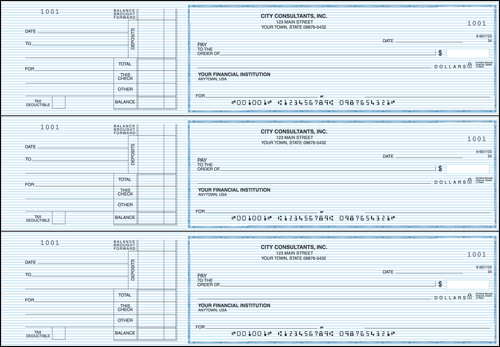 1001
BALANCE
BROUGHT
FORWARD
DATE
TO
DEPOSITS
FOR
TOTAL
THIS
CHECK
OTHER
TAX
DEDUCTIBLE
BALANCE
CITY CONSULTANTS, INC.
123 MAIN STREET
YOUR TOWN, STATE 09876-5432
1001
DATE
PAY
TO THE
ORDER OF
$
DOLLARS
YOUR FINANCIAL INSTITUTION
ANYTOWN, USA
FOR
⑈001001⑈ ⑆123456789⑆ 0987654321⑈
1001
BALANCE
BROUGHT
FORWARD
DATE
TO
DEPOSITS
FOR
TOTAL
THIS
CHECK
OTHER
TAX
DEDUCTIBLE
BALANCE
CITY CONSULTANTS, INC.
123 MAIN STREET
YOUR TOWN, STATE 09876-5432
1001
DATE
PAY
TO THE
ORDER OF
$
DOLLARS
YOUR FINANCIAL INSTITUTION
ANYTOWN, USA
FOR
⑈001001⑈ ⑆123456789⑆ 0987654321⑈
1001
BALANCE
BROUGHT
FORWARD
DATE
TO
DEPOSITS
FOR
TOTAL
THIS
CHECK
OTHER
TAX
DEDUCTIBLE
BALANCE
CITY CONSULTANTS, INC.
123 MAIN STREET
YOUR TOWN, STATE 09876-5432
1001
DATE
PAY
TO THE
ORDER OF
$
DOLLARS
YOUR FINANCIAL INSTITUTION
ANYTOWN, USA
FOR
⑈001001⑈ ⑆123456789⑆ 0987654321⑈